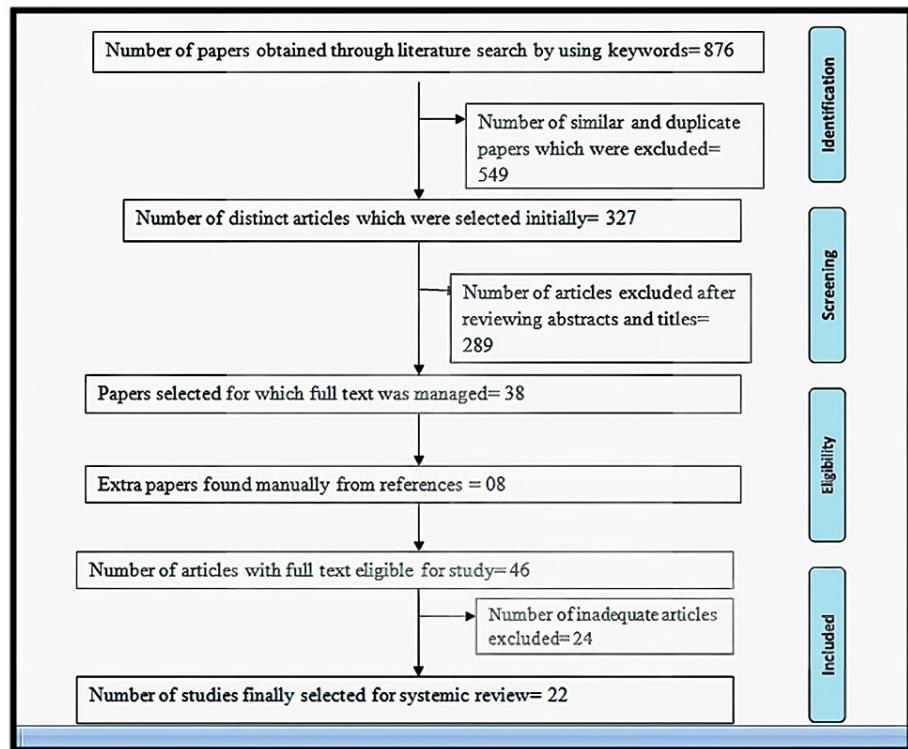 Number of papers obtained through literature search by using keywords= 876
Identification
Number of similar and duplicate
papers which were excluded=
549
Number of distinct articles which were selected initially= 327
Screening
Number of articles excluded after
reviewing abstracts and titles=
289
Papers selected for which full text was managed= 38
Eligibility
Extra papers found manually from references = 08
Number of articles with full text eligible for study= 46
Included
Number of inadequate articles
excluded=24
Number of studies finally selected for systemic review= 22